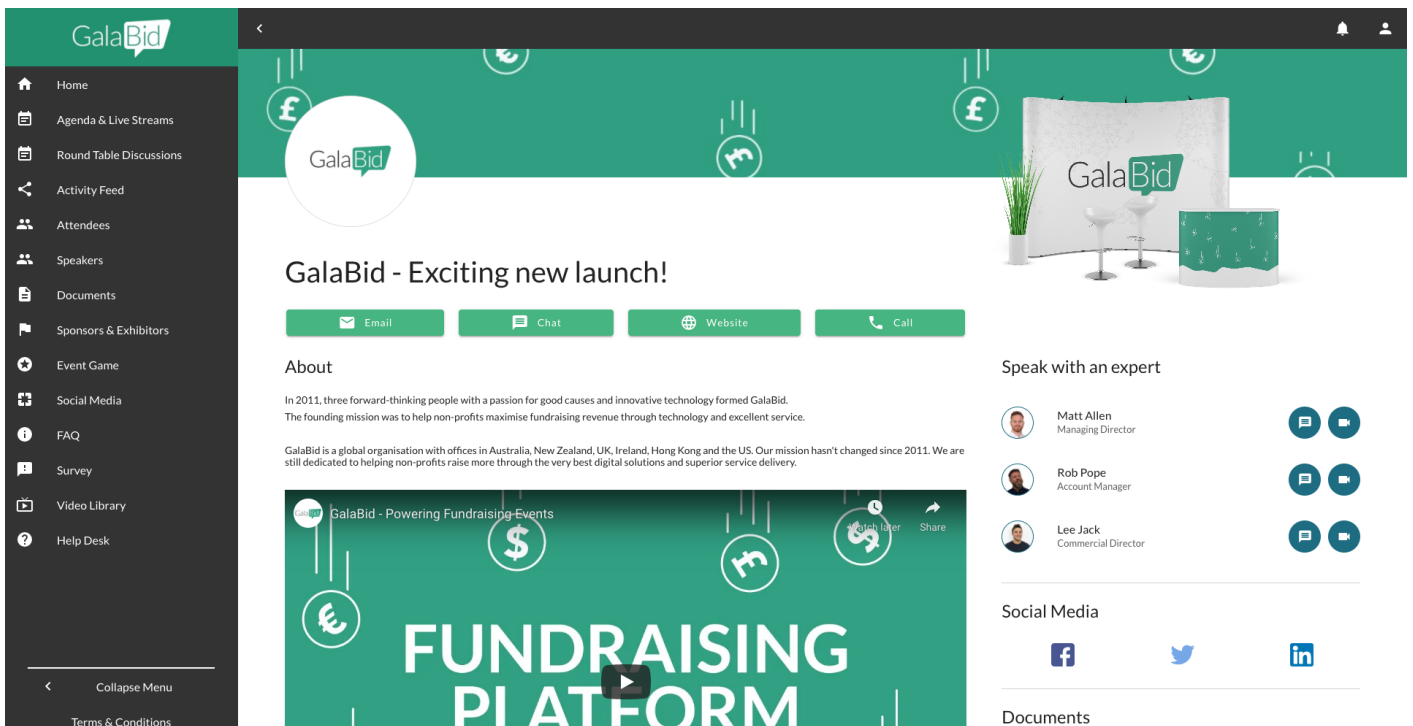 GalaBid
Home
Agenda & Live Streams
Round Table Discussions
Activity Feed
Attendees
Speakers
Documents
Sponsors & Exhibitors
Event Game
Social Media
FAQ
Survey
Video Library
Help Desk
Collapse Menu
Terms & Conditions
GalaBid
GalaBid
GalaBid - Exciting new launch!
Email
Chat
Website
Call
About
In 2011, three forward-thinking people with a passion for good causes and innovative technology formed GalaBid.
The founding mission was to help non-profits maximise fundraising revenue through technology and excellent service.
GalaBid is a global organisation with offices in Australia, New Zealand, UK, Ireland, Hong Kong and the US. Our mission hasn't changed since 2011. We are
still dedicated to helping non-profits raise more through the very best digital solutions and superior service delivery.
GalaBid
GalaBid - Powering Fundraising Events
Watch later
Share
FUNDRAISING
PLATFORM
Speak with an expert
Matt Allen
Managing Director
Rob Pope
Account Manager
Lee Jack
Commercial Director
Social Media
Documents